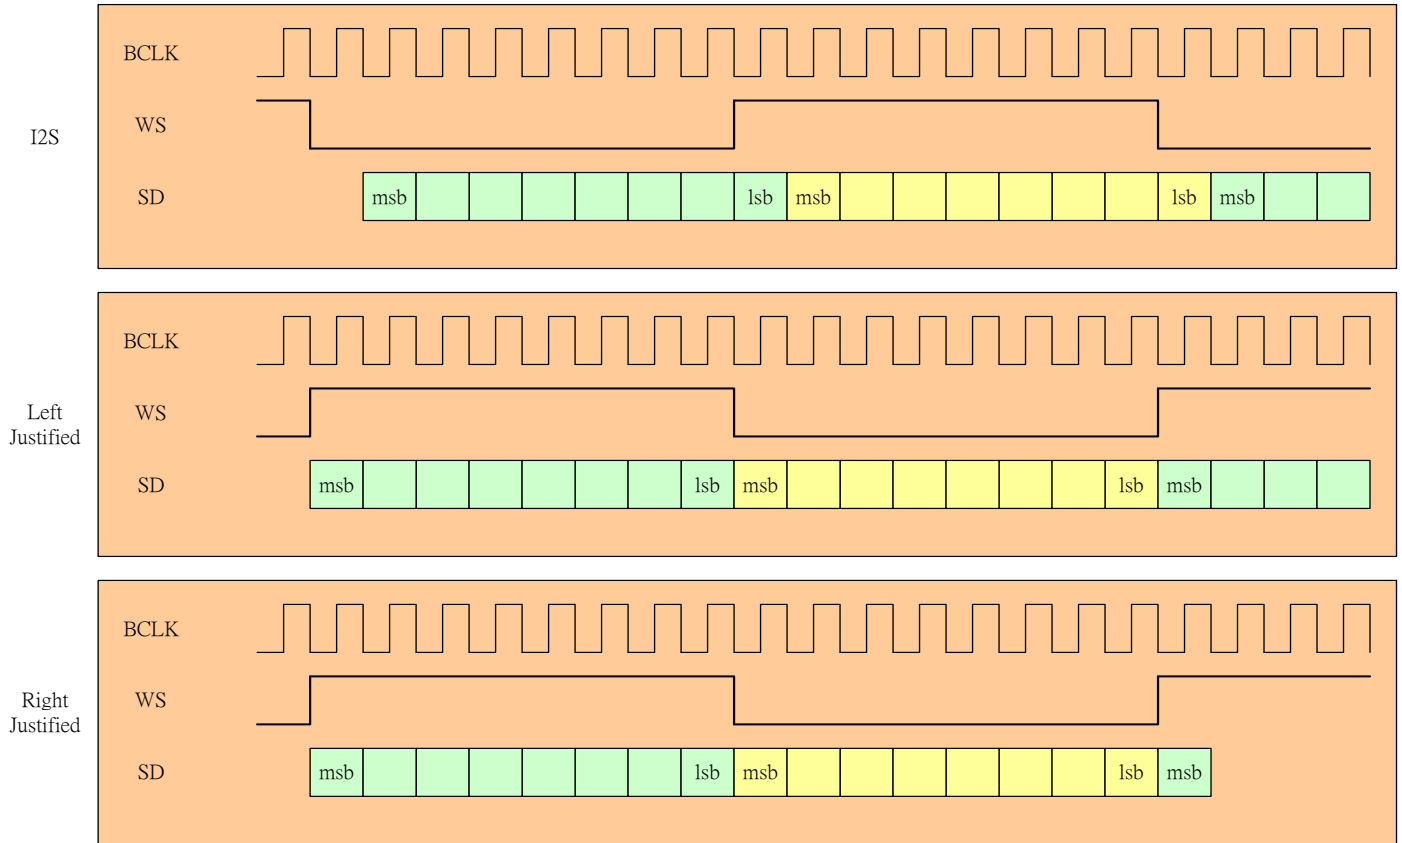 BCLK
I2S
WS
SD
msb lsb msb lsb msb
BCLK
Left
Justified
WS
SD
msb lsb msb lsb msb
BCLK
Right
Justified
WS
SD
msb lsb msb lsb msb